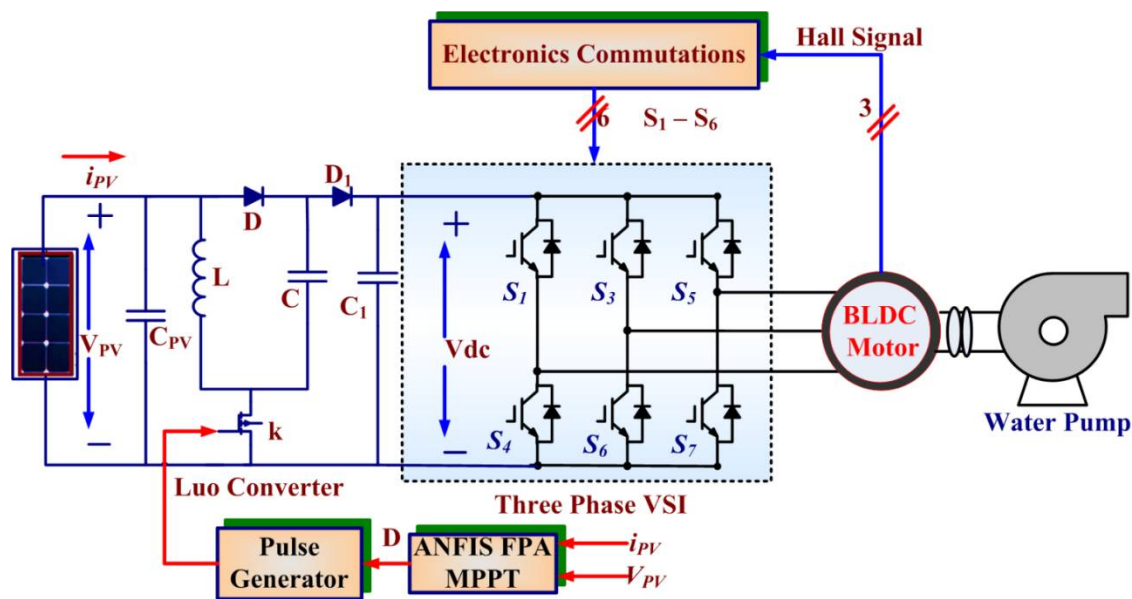 Electronics Commutations
Hall Signal
6
S1 – S6
3
iPV
D
D1
+
+
L
C
C1
CPV
VPV
Vdc
S1
S3
S5
BLDC
Motor
k
S4
S6
S7
–
–
Water Pump
Luo Converter
Three Phase VSI
Pulse
Generator
D
ANFIS FPA
MPPT
iPV
VPV